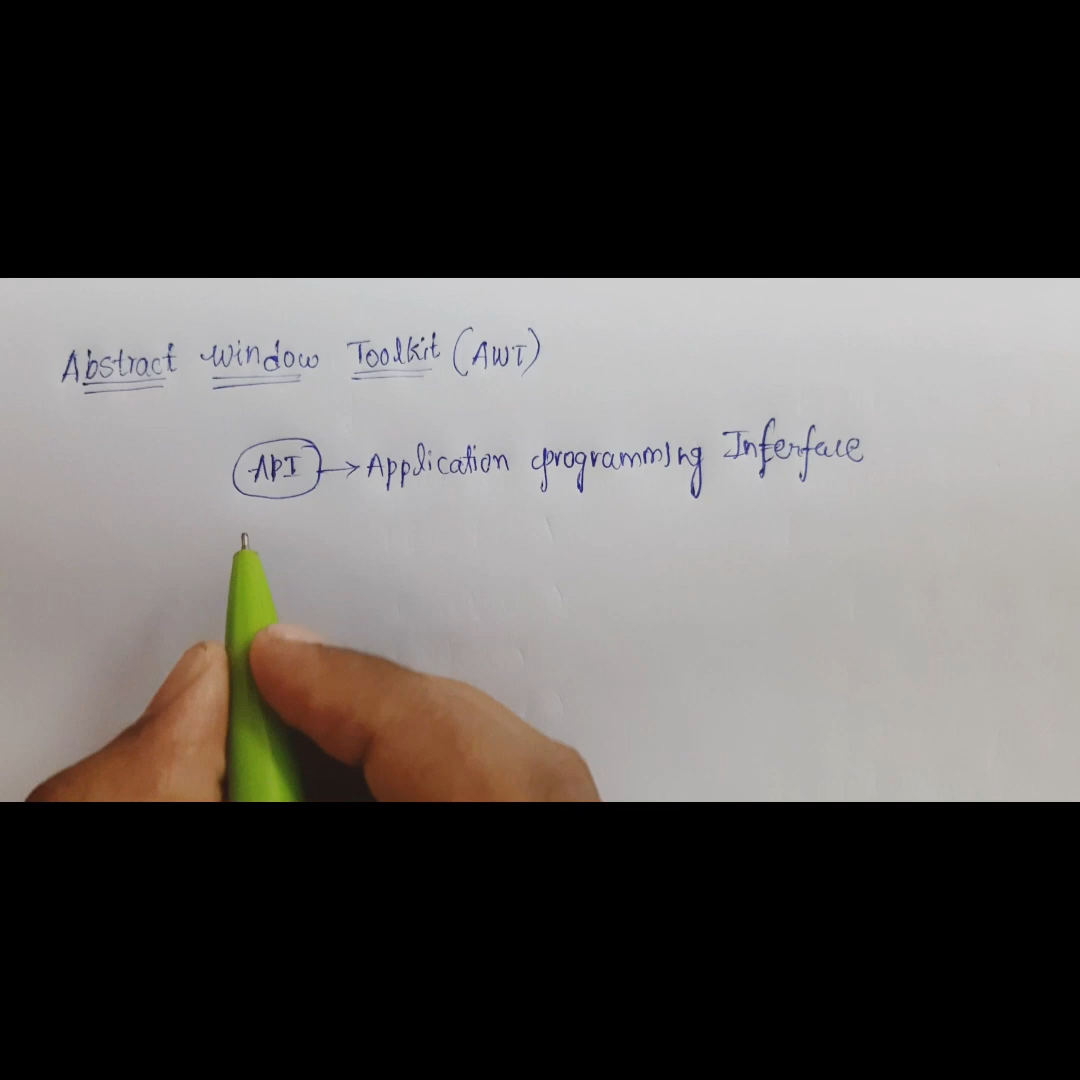 Abstract Window Toolkit (AWT)
API → Application programming Interface